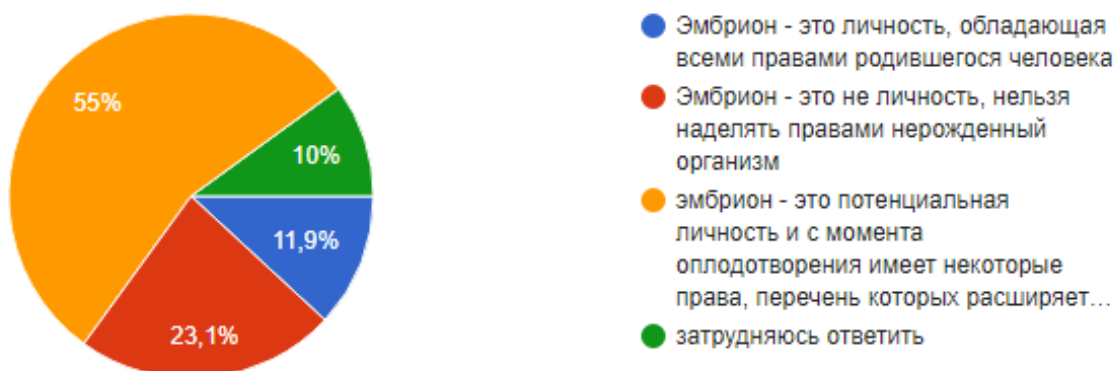 55%
10%
11,9%
23,1%
Эмбрион - это личность, обладающая
всеми правами родившегося человека
Эмбрион - это не личность, нельзя
наделять правами нерожденный
организм
эмбрион - это потенциальная
личность и с момента
оплодотворения имеет некоторые
права, перечень которых расширяет…
затрудняюсь ответить